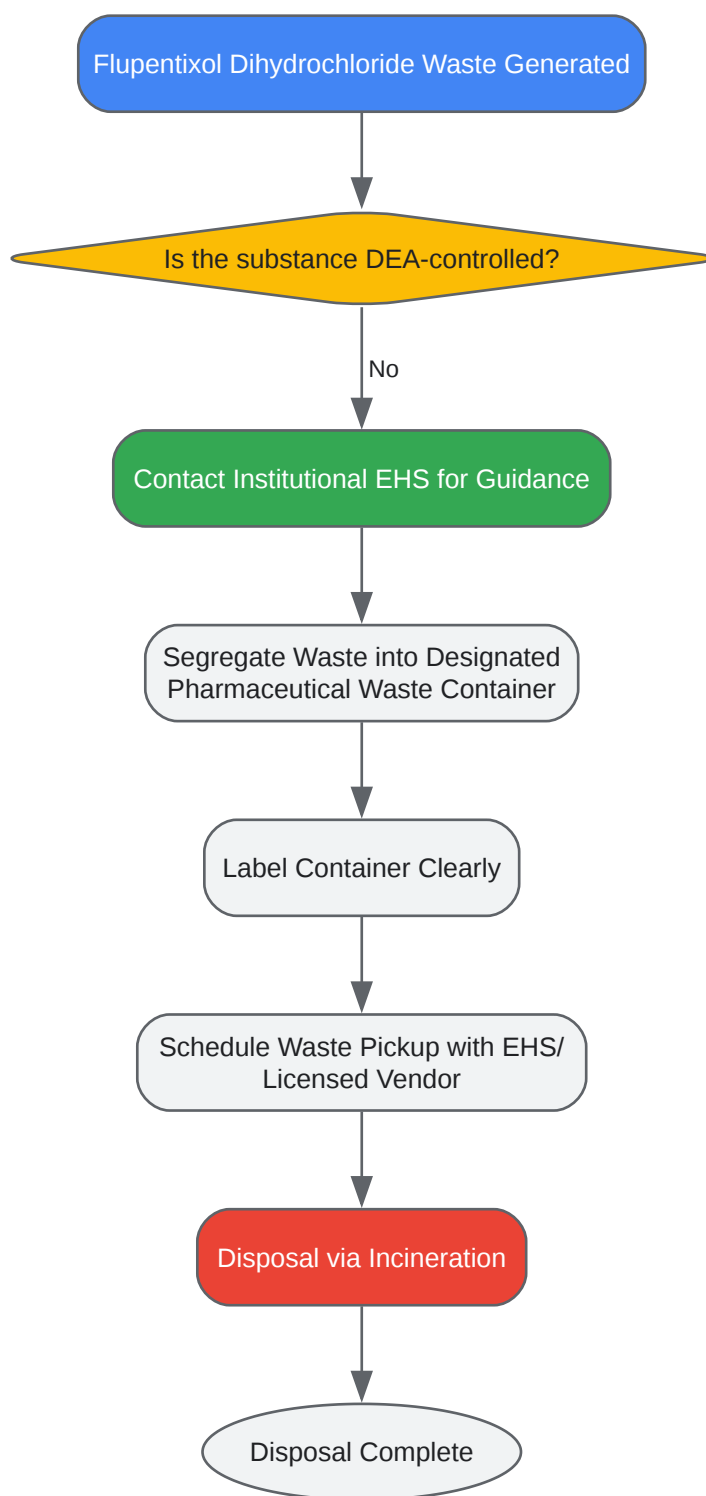 Flupentixol Dihydrochloride Waste Generated
Is the substance DEA-controlled?
No
Contact Institutional EHS for Guidance
Segregate Waste into Designated
Pharmaceutical Waste Container
Label Container Clearly
Schedule Waste Pickup with EHS/
Licensed Vendor
Disposal via Incineration
Disposal Complete